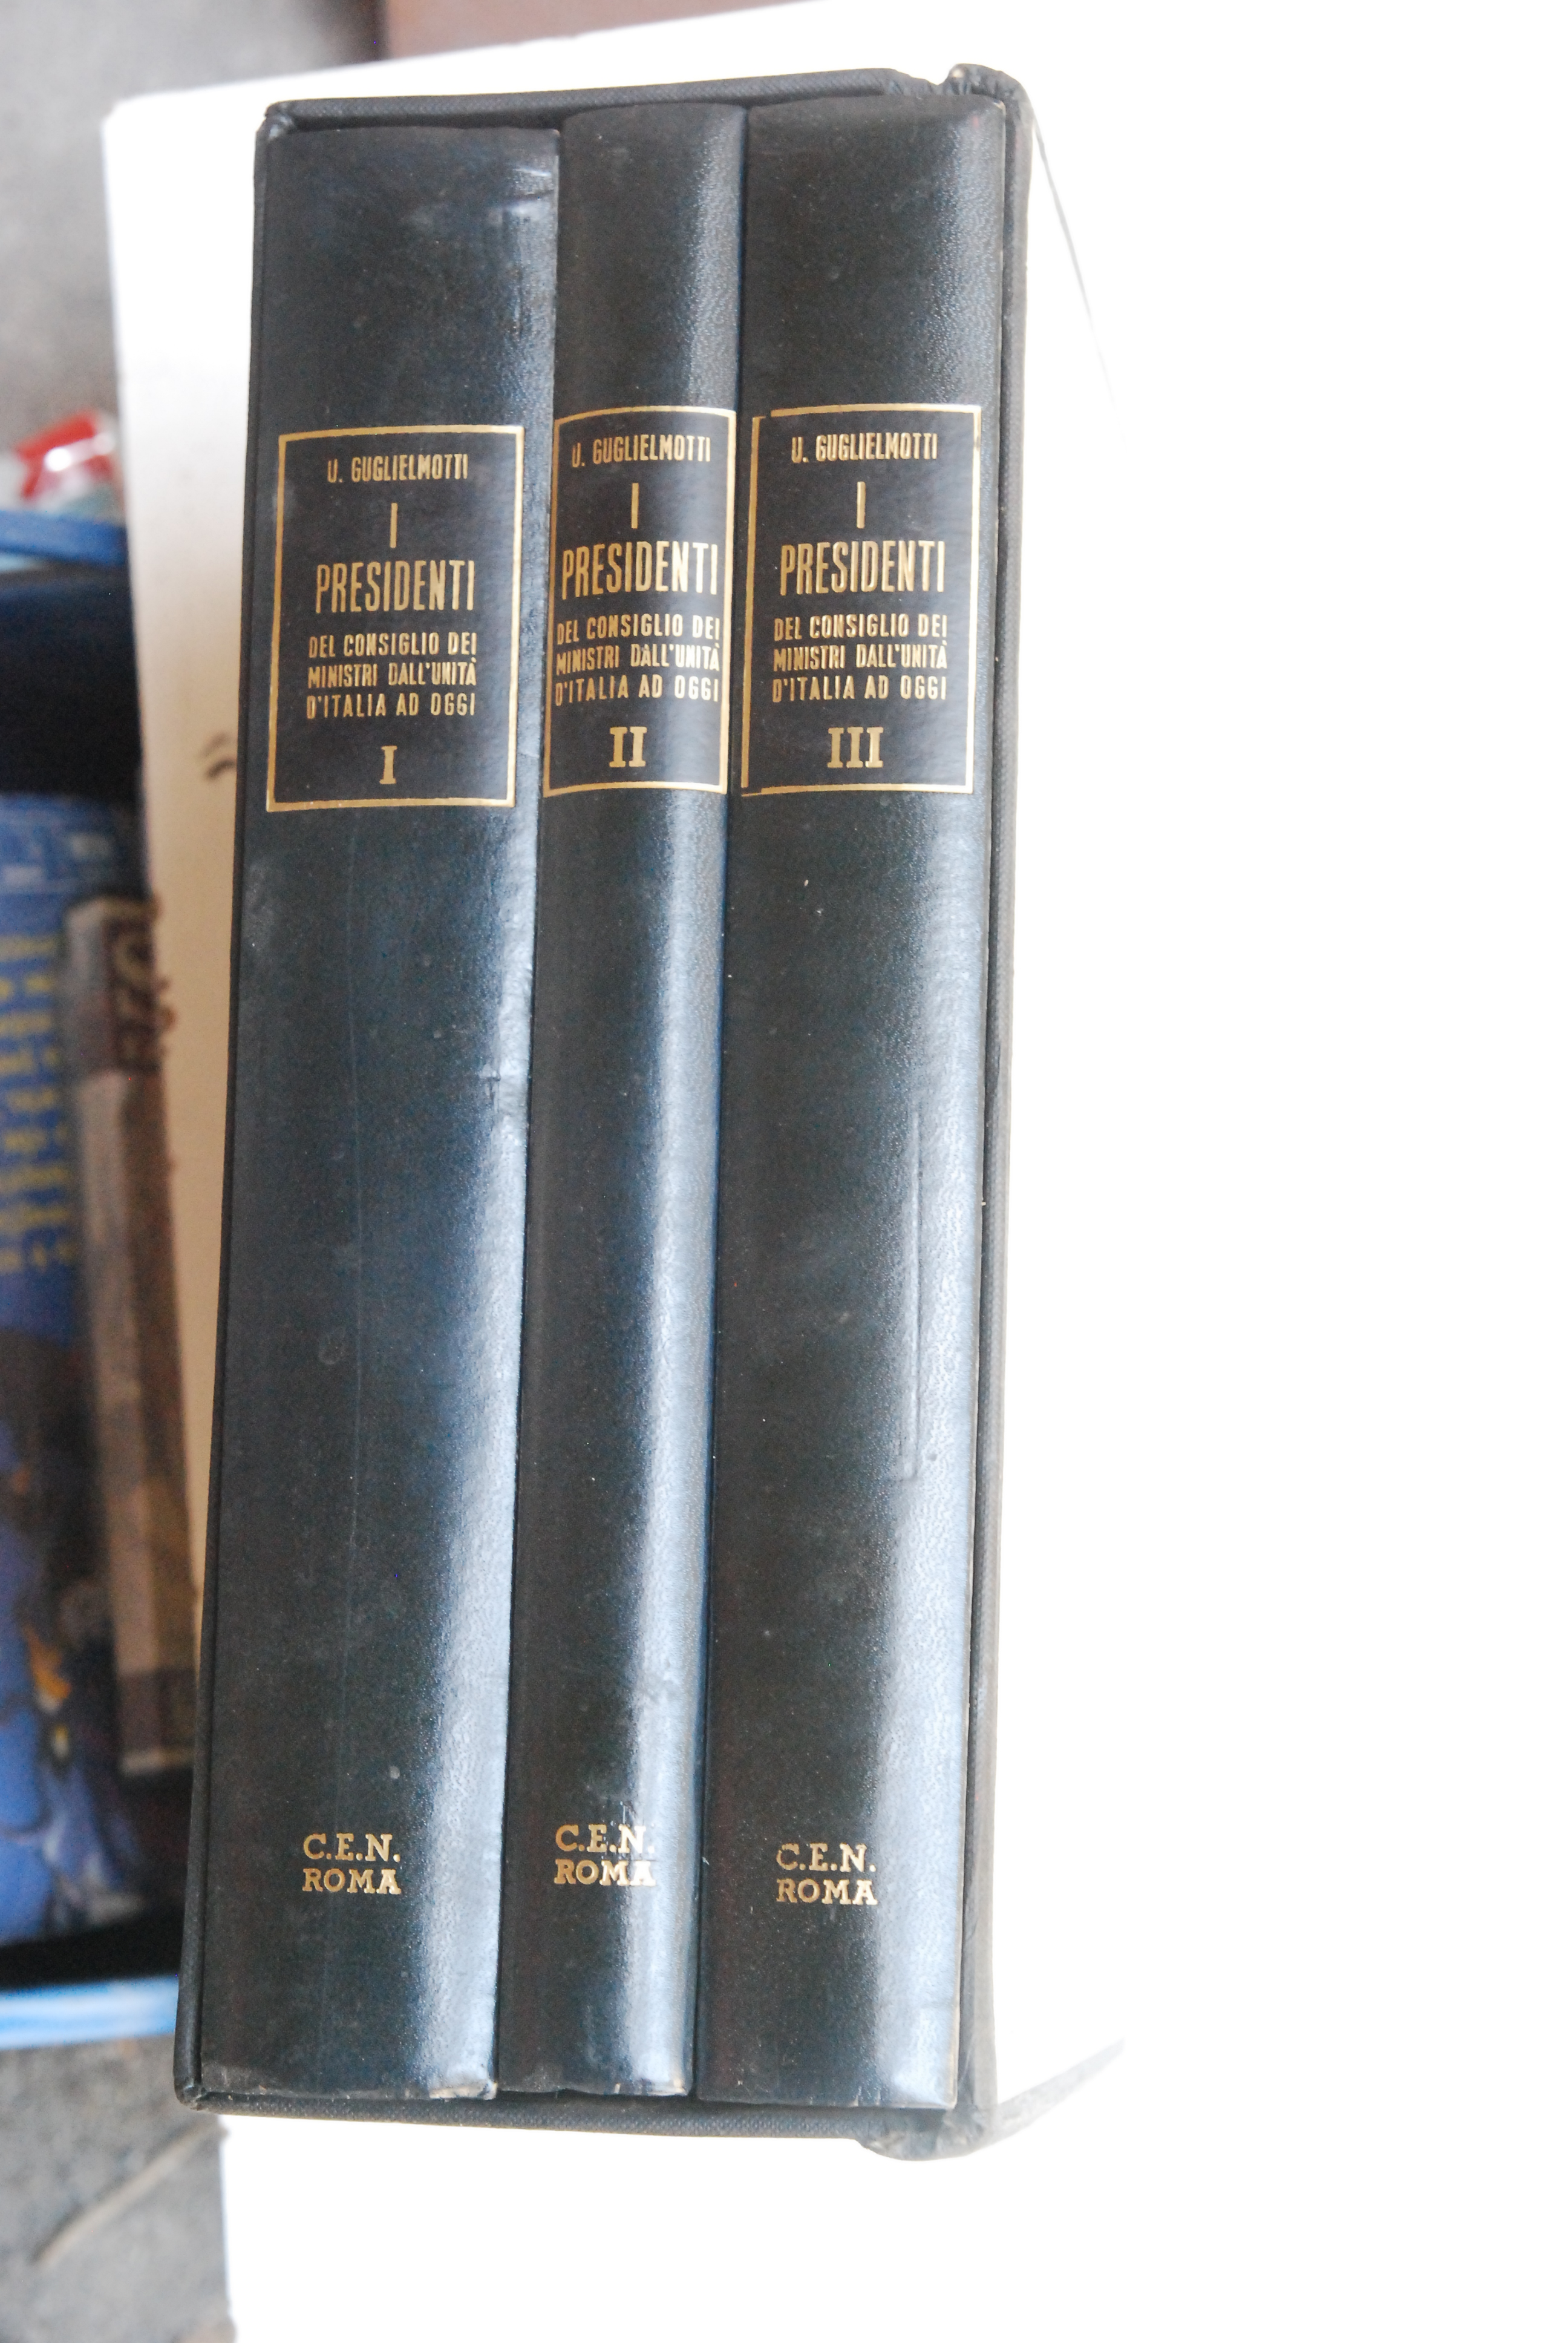 U. GUGLIELMOTTI
I
PRESIDENTI
DEL CONSIGLIO DEI
MINISTRI DALL'UNITÀ
D'ITALIA AD OGGI
I
C.E.N.
ROMA
U. GUGLIELMOTTI
I
PRESIDENTI
DEL CONSIGLIO DEI
MINISTRI DALL'UNITÀ
D'ITALIA AD OGGI
II
C.E.N.
ROMA
U. GUGLIELMOTTI
I
PRESIDENTI
DEL CONSIGLIO DEI
MINISTRI DALL'UNITÀ
D'ITALIA AD OGGI
III
C.E.N.
ROMA